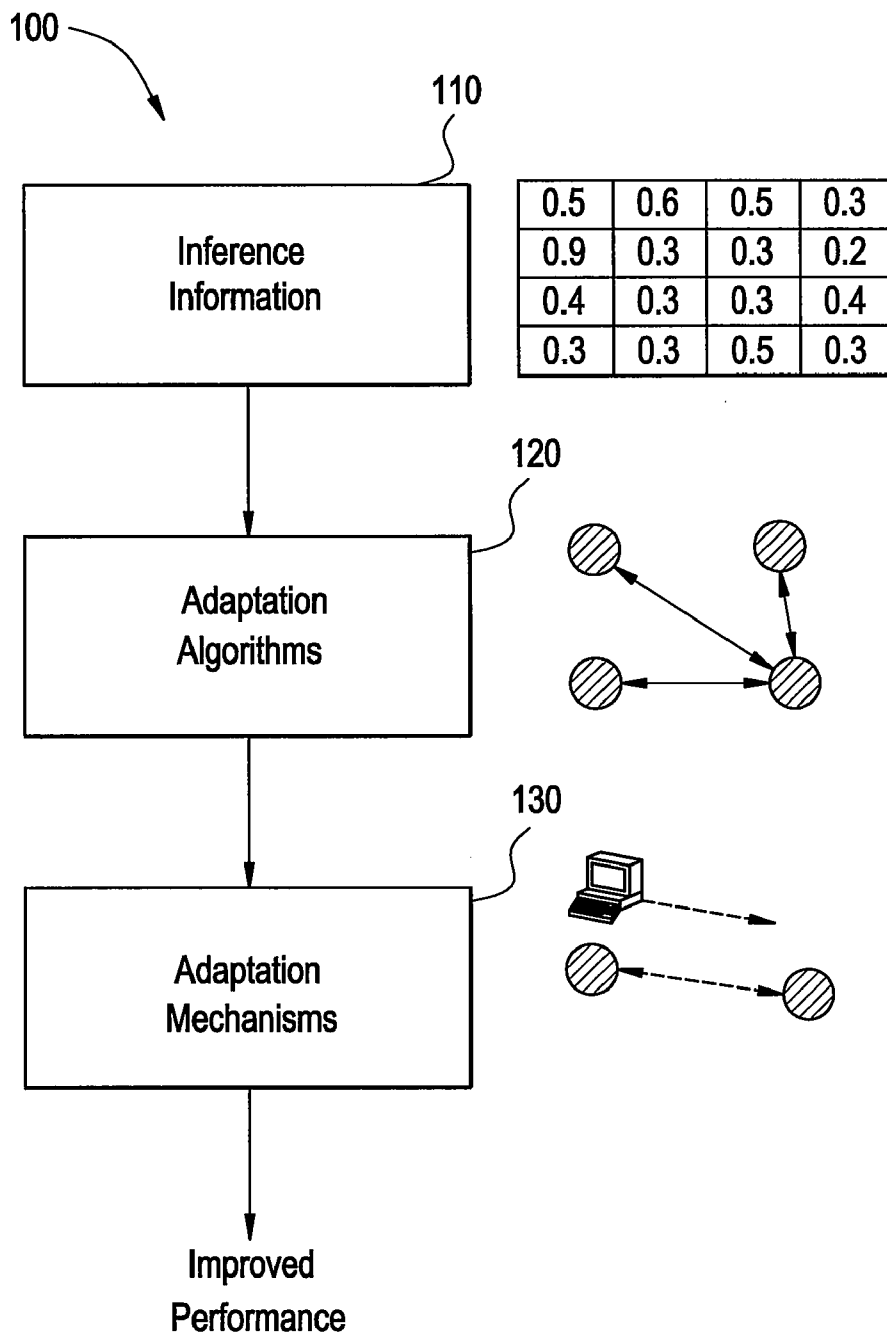 100
110
Inference
Information
0.5 0.6 0.5 0.3
0.9 0.3 0.3 0.2
0.4 0.3 0.3 0.4
0.3 0.3 0.5 0.3
120
Adaptation
Algorithms
130
Adaptation
Mechanisms
Improved
Performance